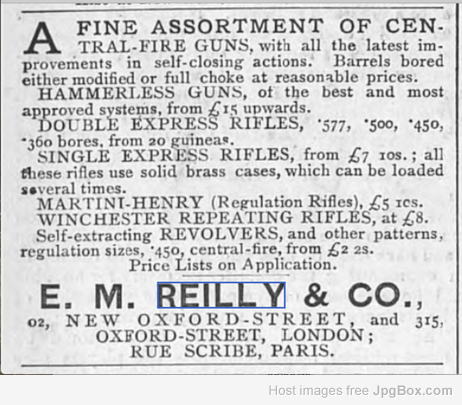 A FINE ASSORTMENT OF CEN-
TRAL-FIRE GUNS, with all the latest im-
provements in self-closing actions. Barrels bored
either modified or full choke at reasonable prices.
HAMMERLESS GUNS, of the best and most
approved systems, from £15 upwards.
DOUBLE EXPRESS RIFLES, ·577, ·500, ·450,
·360 bores, from 20 guineas.
SINGLE EXPRESS RIFLES, from £7 10s.; all
these rifles use solid brass cases, which can be loaded
several times.
MARTINI-HENRY (Regulation Rifles), £5 1cs.
WINCHESTER REPEATING RIFLES, at £8.
Self-extracting REVOLVERS, and other patterns,
regulation sizes, ·450, central-fire, from £2 2s.
Price Lists on Application.
E. M. REILLY & CO.,
02, NEW OXFORD-STREET, and 315,
OXFORD-STREET, LONDON;
RUE SCRIBE, PARIS.
Host images free JpgBox.com